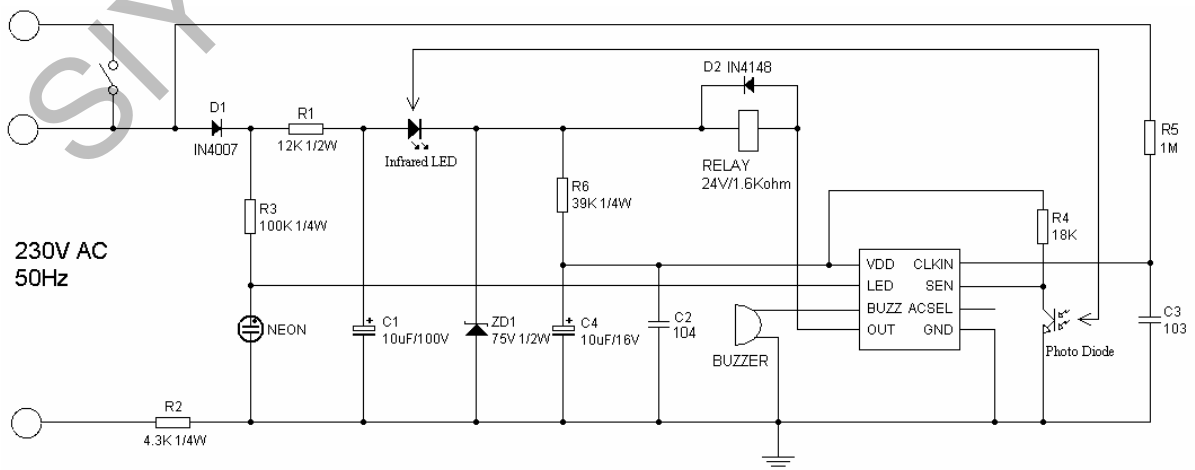 SIY
D2 IN4148
D1
IN4007
R1
12K 1/2W
Infrared LED
RELAY
24V/1.6Kohm
R5
1M
R3
100K 1/4W
R6
39K 1/4W
R4
18K
230V AC
50Hz
VDD CLKIN
LED SEN
BUZZ ACSEL
OUT GND
NEON
C1
10uF/100V
ZD1
75V 1/2W
C4
10uF/16V
C2
104
BUZZER
Photo Diode
C3
103
R2
4.3K 1/4W